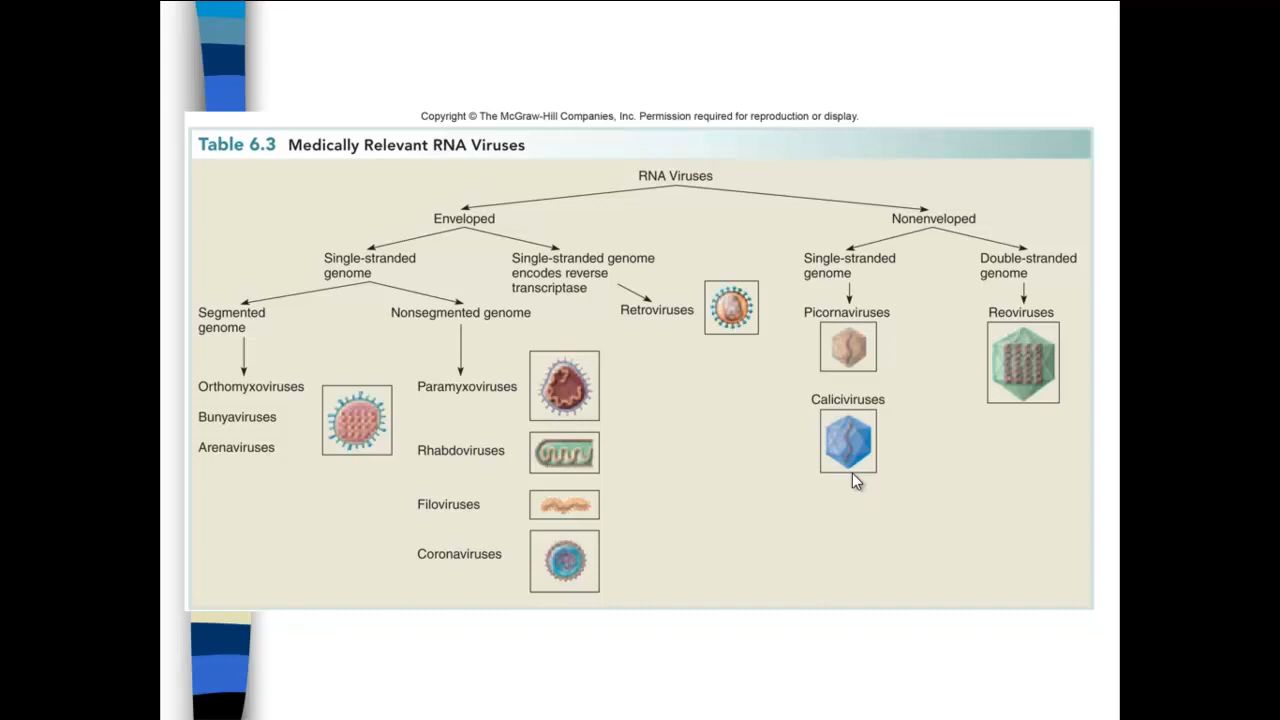 Copyright © The McGraw-Hill Companies, Inc. Permission required for reproduction or display.
Table 6.3 Medically Relevant RNA Viruses
RNA Viruses
Enveloped
Nonenveloped
Single-stranded
genome
Single-stranded genome
encodes reverse
transcriptase
Single-stranded
genome
Double-stranded
genome
Segmented
genome
Nonsegmented genome
Retroviruses
Picornaviruses
Reoviruses
Orthomyxoviruses
Bunyaviruses
Arenaviruses
Paramyxoviruses
Rhabdoviruses
Filoviruses
Coronaviruses
Caliciviruses